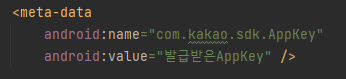 <meta-data
android:name="com.kakao.sdk.AppKey"
android:value="발급받은AppKey" />